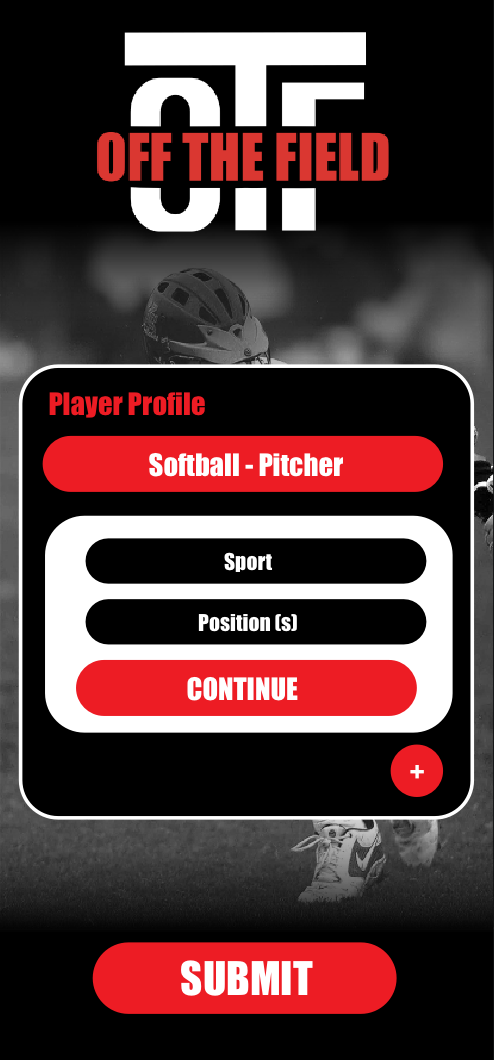 OTF
OFF THE FIELD
Player Profile
Softball - Pitcher
Sport
Position (s)
CONTINUE
+
SUBMIT